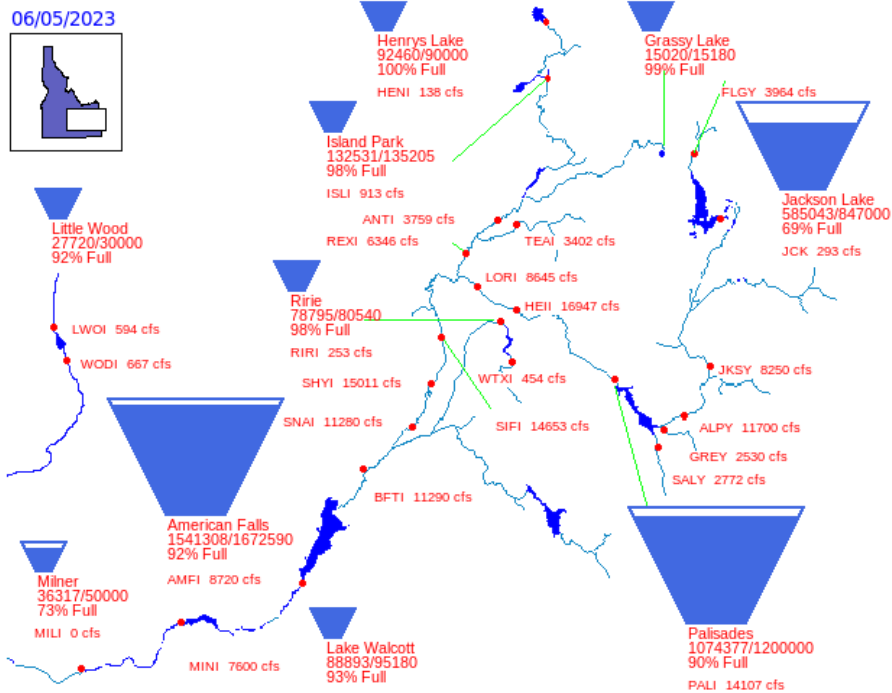 06/05/2023
Henrys Lake
92460/90000
100% Full
HENI 138 cfs
Grassy Lake
15020/15180
99% Full
FLGY 3964 cfs
Island Park
132531/135205
98% Full
ISLI 913 cfs
Jackson Lake
585043/847000
69% Full
JCK 293 cfs
Little Wood
27720/30000
92% Full
ANTI 3759 cfs
REXI 6346 cfs
TEAI 3402 cfs
LORI 8645 cfs
HEII 16947 cfs
Ririe
78795/80540
98% Full
RIRI 253 cfs
LWOI 594 cfs
WODI 667 cfs
SHYI 15011 cfs
WTXI 454 cfs
JKSY 8250 cfs
SNAI 11280 cfs
SIFI 14653 cfs
ALPY 11700 cfs
GREY 2530 cfs
SALY 2772 cfs
BFTI 11290 cfs
American Falls
1541308/1672590
92% Full
AMFI 8720 cfs
Milner
36317/50000
73% Full
MILI 0 cfs
MINI 7600 cfs
Lake Walcott
88893/95180
93% Full
Palisades
1074377/1200000
90% Full
PALI 14107 cfs